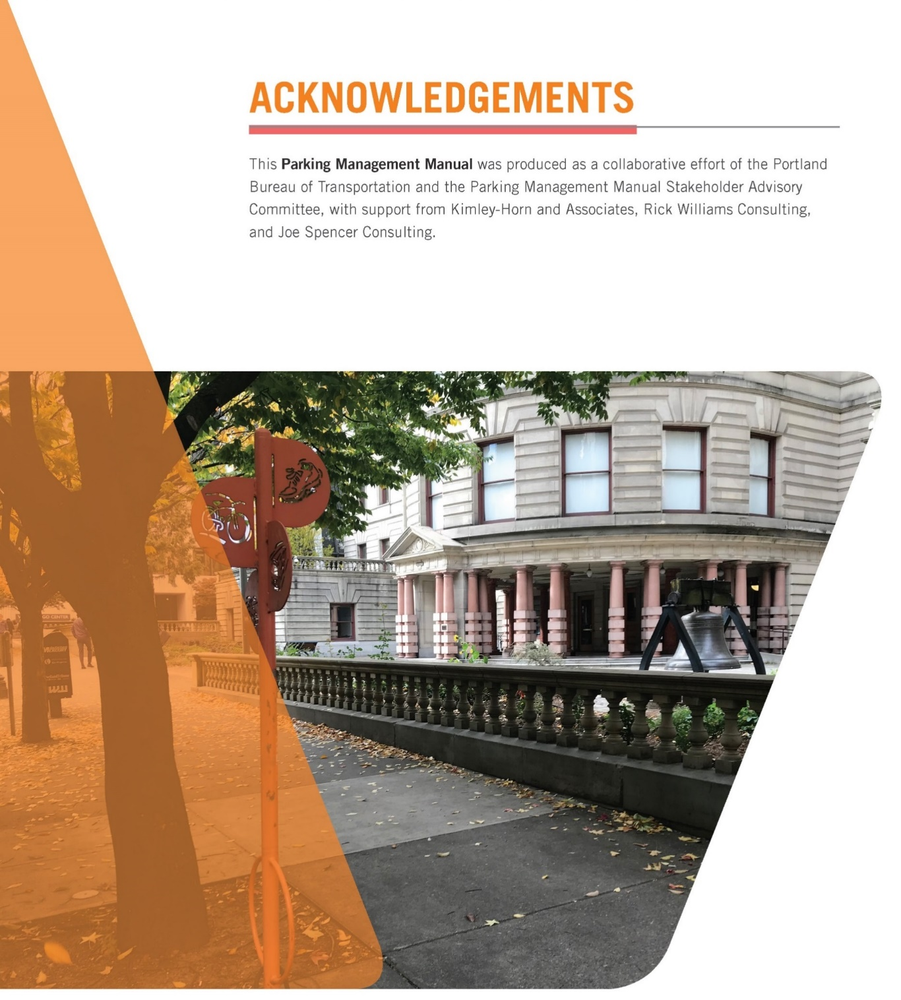 ACKNOWLEDGEMENTS
This Parking Management Manual was produced as a collaborative effort of the Portland
Bureau of Transportation and the Parking Management Manual Stakeholder Advisory
Committee, with support from Kimley-Horn and Associates, Rick Williams Consulting,
and Joe Spencer Consulting.
GO CENTER